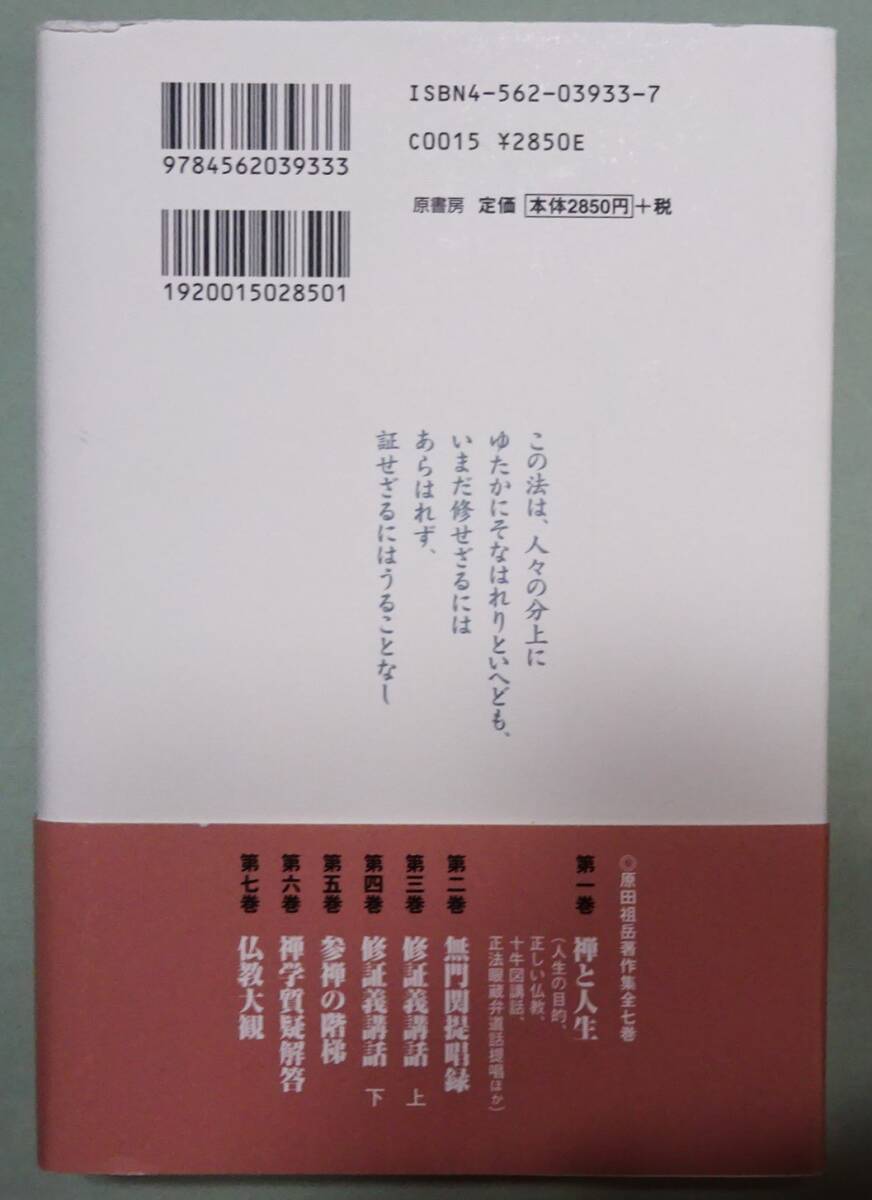 ISBN4-562-03933-7
9784562039333
C0015 ¥2850E
原書房 定価 本体2850円+税
1920015028501
この法は、人々の分上に
ゆたかにそなはれりといへども、
いまだ修せざるには
あらはれず、
証せざるにはうることなし
◎原田祖岳著作集全七巻
第一巻 禅と人生
(人生の目的、
正しい仏教、
十牛図講話、
正法眼蔵弁道話提唱ほか)
第二巻 無門関提唱録
第三巻 修証義講話 上
第四巻 修証義講話 下
第五巻 参禅の階梯
第六巻 禅学質疑解答
第七巻 仏教大観